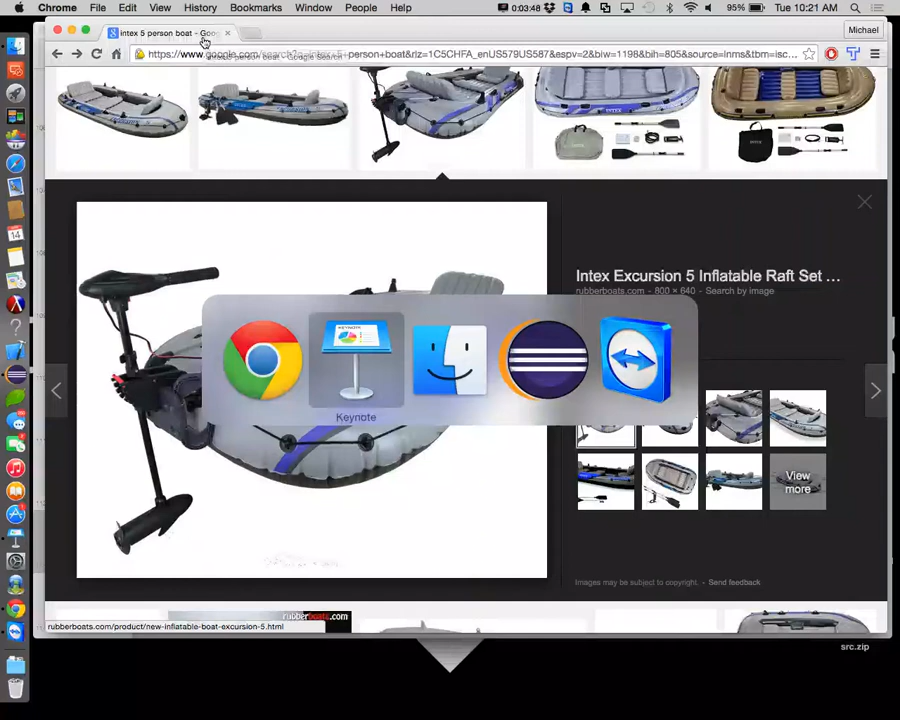 Chrome File Edit View History Bookmarks Window People Help 0:03:48 95% Tue 10:21 AM
intex 5 person boat - Goo
Michael
https://www.google.com/search?q=intex+5+person+boat&rlz=1C5CHFA_enUS579US587&espv=2&biw=1198&bih=805&source=lnms&tbm=isc...
Intex Excursion 5 Inflatable Raft Set ...
rubberboats.com - 800 × 640 - Search by image
KEYNOTE
Keynote
View
more
Images may be subject to copyright. - Send feedback
rubberboats.com
rubberboats.com/product/new-inflatable-boat-excursion-5.html
src.zip